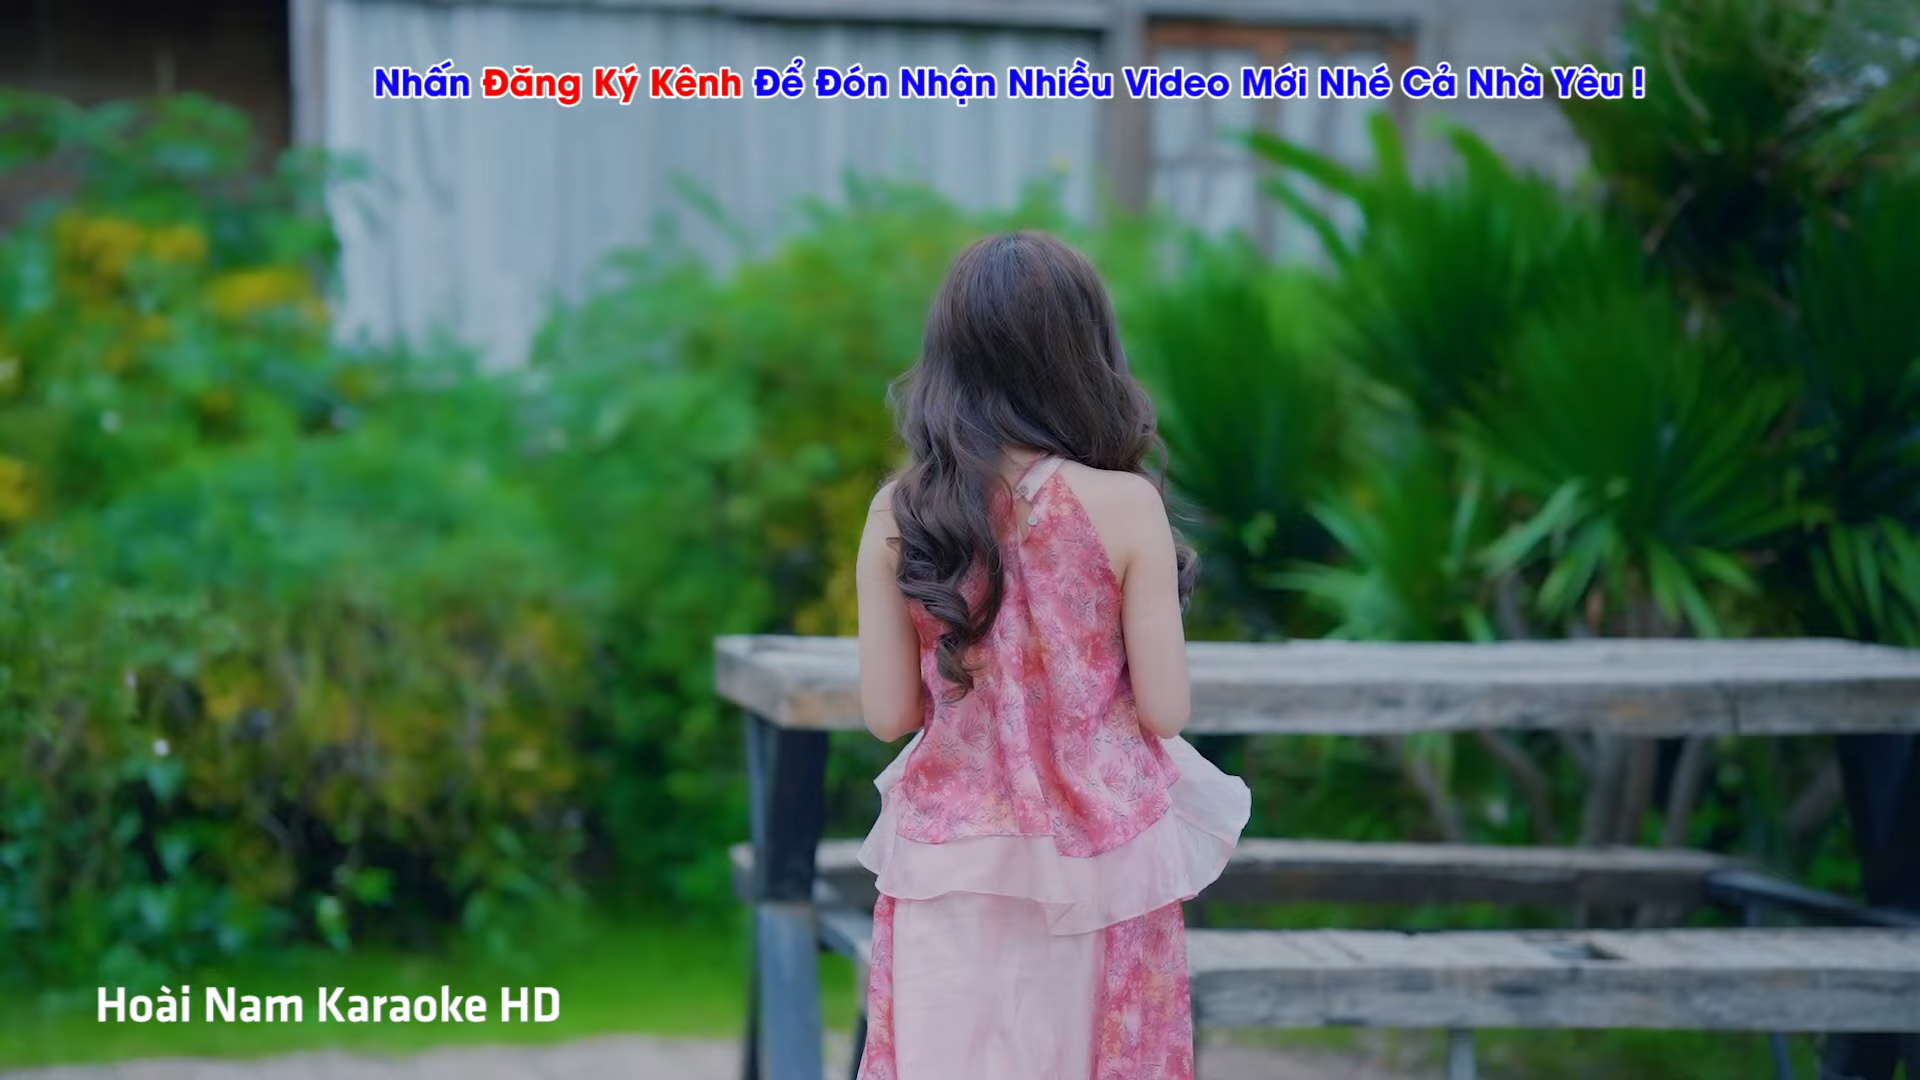 Nhấn Đăng Ký Kênh Để Đón Nhận Nhiều Video Mới Nhé Cả Nhà Yêu !
Hoài Nam Karaoke HD